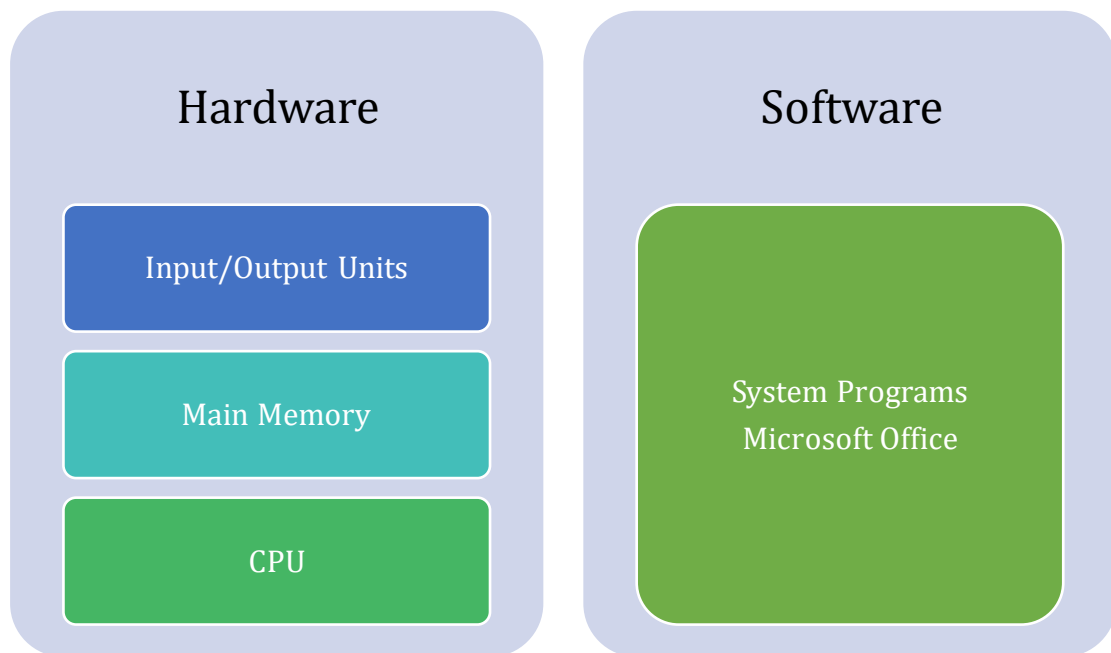 Hardware
Input/Output Units
Main Memory
CPU
Software
System Programs
Microsoft Office